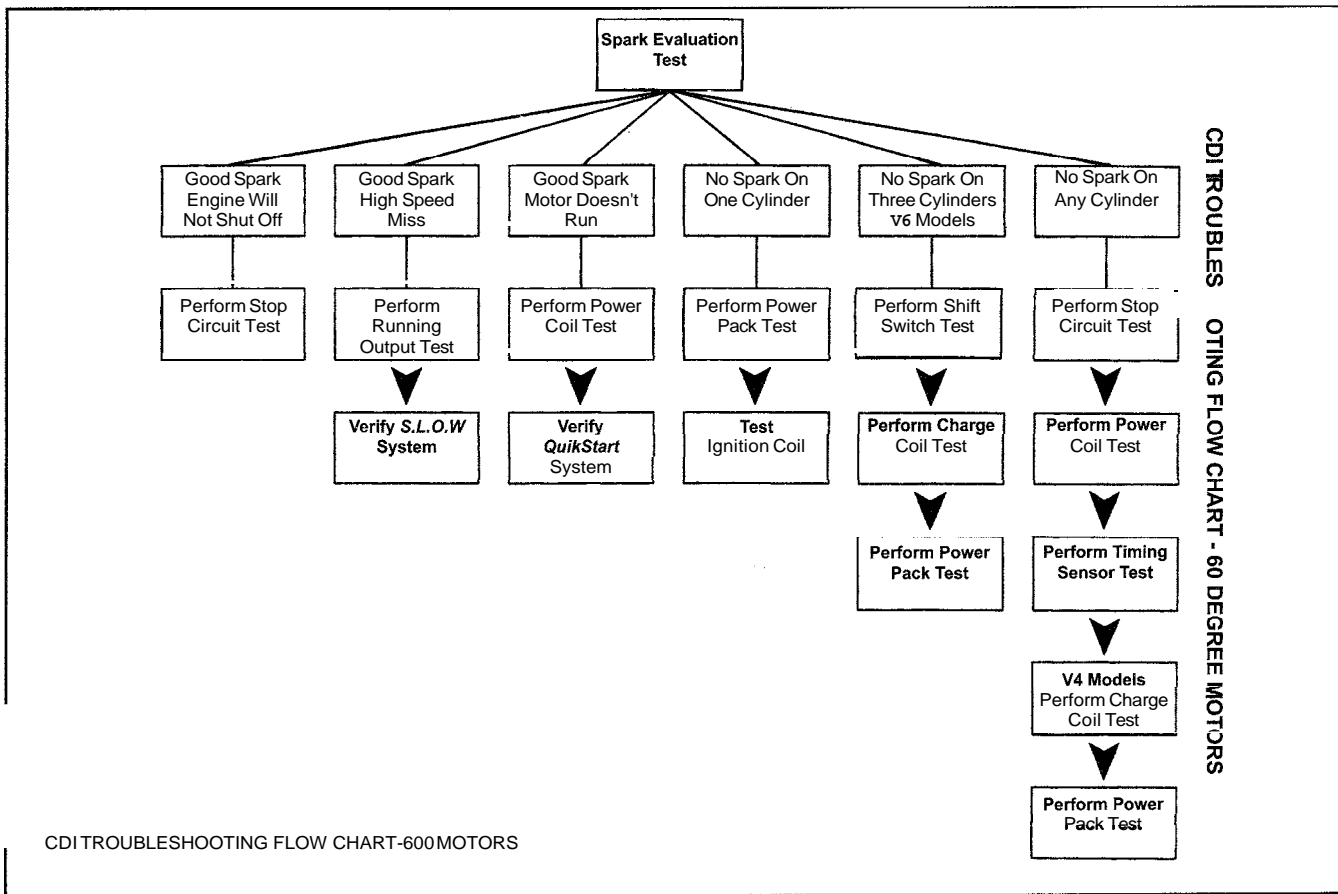 Spark Evaluation
Test
Good Spark
Engine Will
Not Shut Off
Good Spark
High Speed
Miss
Good Spark
Motor Doesn't
Run
No Spark On
One Cylinder
No Spark On
Three Cylinders
V6 Models
No Spark On
Any Cylinder
Perform Stop
Circuit Test
Perform
Running
Output Test
Perform Power
Coil Test
Perform Power
Pack Test
Perform Shift
Switch Test
Perform Stop
Circuit Test
Verify S.L.O.W
System
Verify
QuikStart
System
Test
Ignition Coil
Perform Charge
Coil Test
Perform Power
Coil Test
Perform Power
Pack Test
Perform Timing
Sensor Test
V4 Models
Perform Charge
Coil Test
Perform Power
Pack Test
CDI TROUBLES OTING FLOW CHART - 60 DEGREE MOTORS
CDI TROUBLESHOOTING FLOW CHART-600 MOTORS